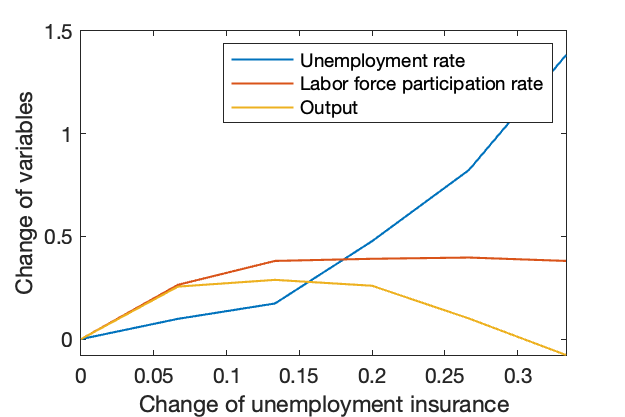 1.5
Unemployment rate
Labor force participation rate
Output
1
0.5
0
Change of variables
0 0.05 0.1 0.15 0.2 0.25 0.3
Change of unemployment insurance